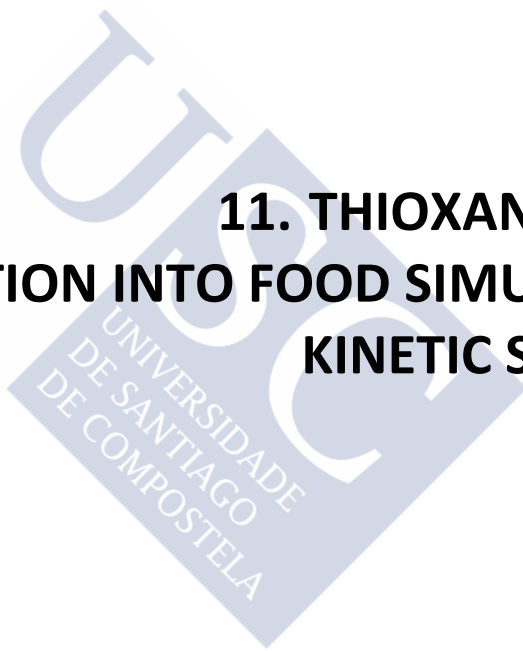 11. THIOXAN
TION INTO FOOD SIMU
KINETIC S
USC
UNIVERSIDADE
DE SANTIAGO
DE COMPOSTELA